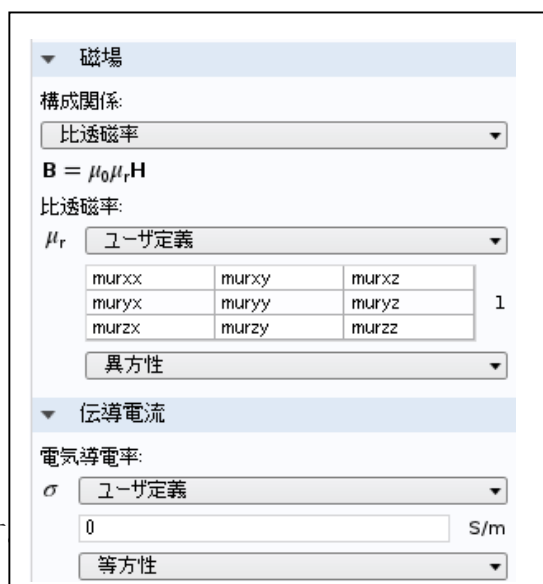 磁場
構成関係:
比透磁率
B = μ₀μᵣH
比透磁率:
μᵣ ユーザ定義
murxx murxy murxz
muryx muryy muryz 1
murzx murzy murzz
異方性
伝導電流
電気導電率:
σ ユーザ定義
0 S/m
等方性